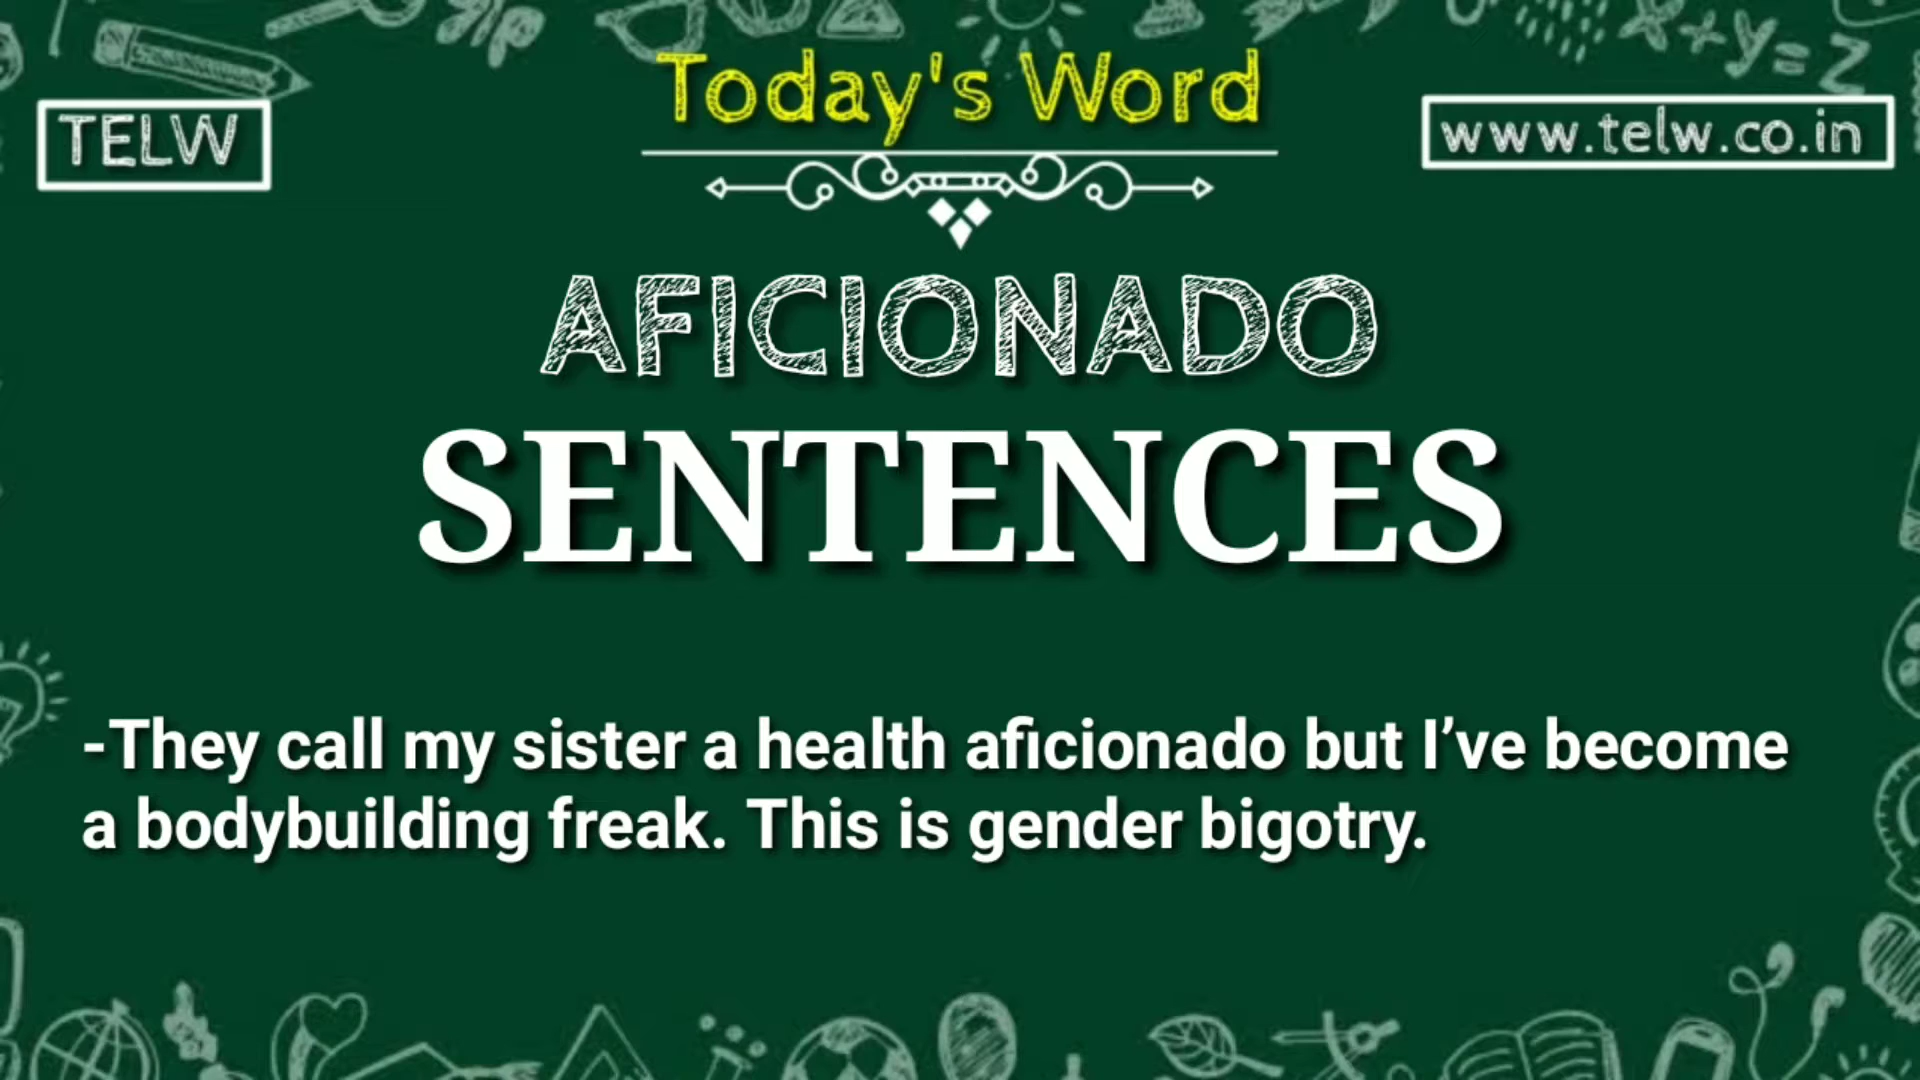 Today's Word
TELW
www.telw.co.in
AFICIONADO
SENTENCES
-They call my sister a health aficionado but I’ve become
a bodybuilding freak. This is gender bigotry.
x+y=z